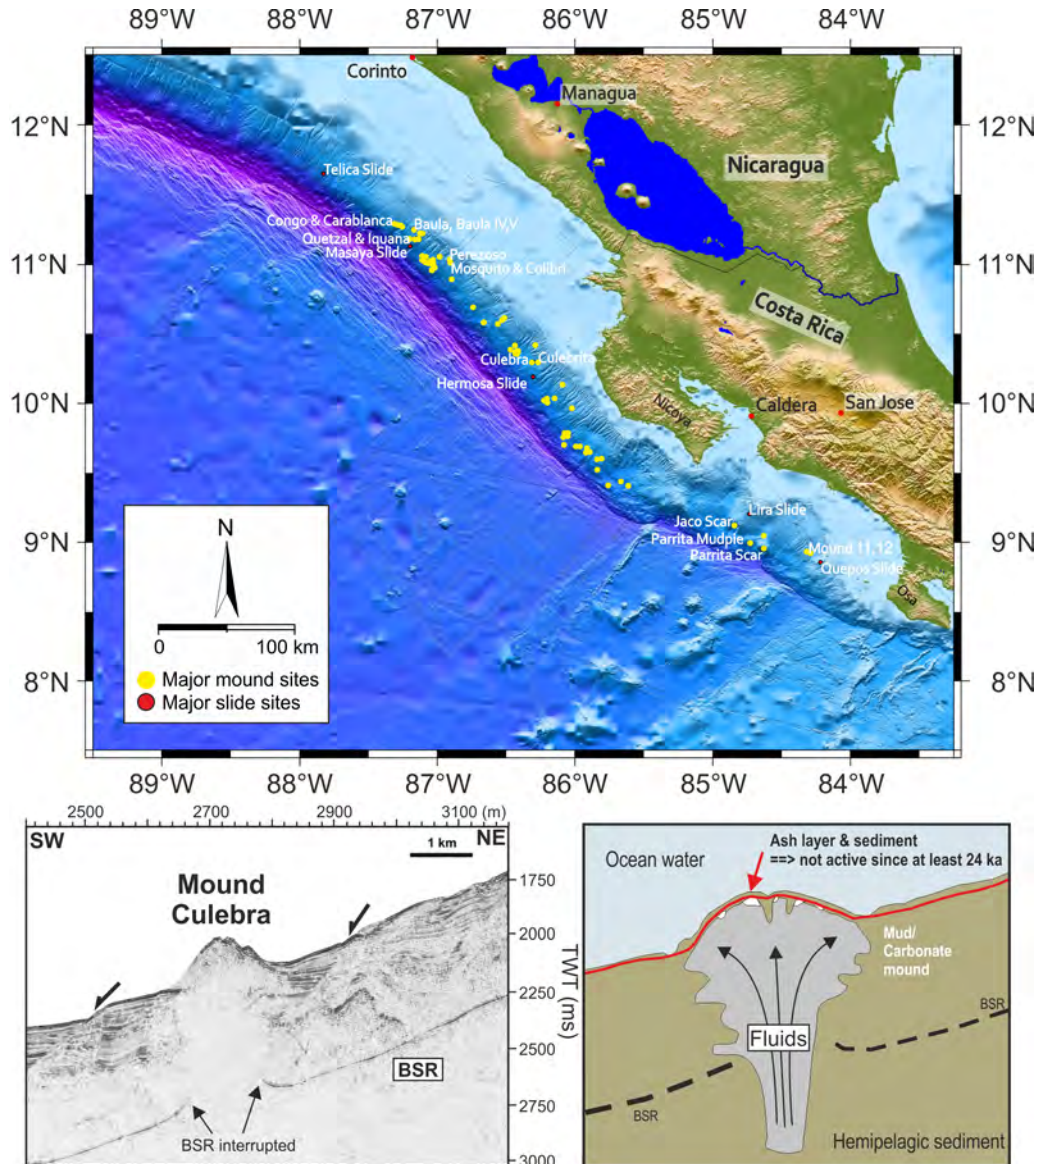 89°W 88°W 87°W 86°W 85°W 84°W
Corinto
Managua
12°N 12°N
Nicaragua
Telica Slide
Congo & Carablanca Baula, Baula IV,V
Quetzal & Iquana
Masaya Slide Perezoso
11°N 11°N
Mosquito & Colibri
Costa Rica
Culebra Culebrita
Hermosa Slide
10°N 10°N
Nicoya
Caldera San Jose
N
Jaco Scar Lira Slide
Parrita Mudpie
9°N 9°N
Parrita Scar Mound 11,12
Quepos Slide
Osa
0 100 km
Major mound sites
Major slide sites
8°N 8°N
89°W 88°W 87°W 86°W 85°W 84°W
2500 2700 2900 3100 (m)
SW NE
1 km
Mound
Culebra
1750
2000
2250
2500
2750
3000
TWT (ms)
BSR
BSR interrupted
Ash layer & sediment
==> not active since at least 24 ka
Ocean water
Mud/
Carbonate
mound
BSR
Fluids
BSR
Hemipelagic sediment